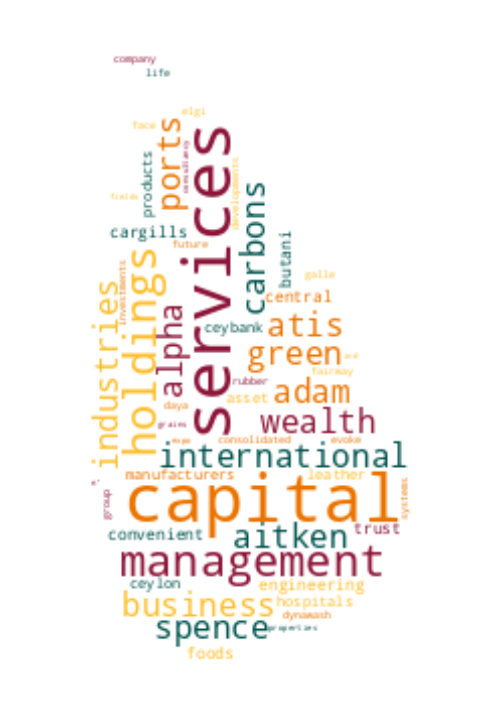 company
life
elgi
face
ports
services
consultancy
products
developments
fields
carbons
cargills
future
butani
holdings
investments
galle
industries
central
alpha
ceybank
atis
green
fairway
rubber
adam
asset
daya
wealth
grains
consolidated
evoke
international
manufacturers
leather
capital
systems
group
trust
convenient
aitken
management
ceylon
engineering
business
hospitals
dynawash
spence
properties
foods